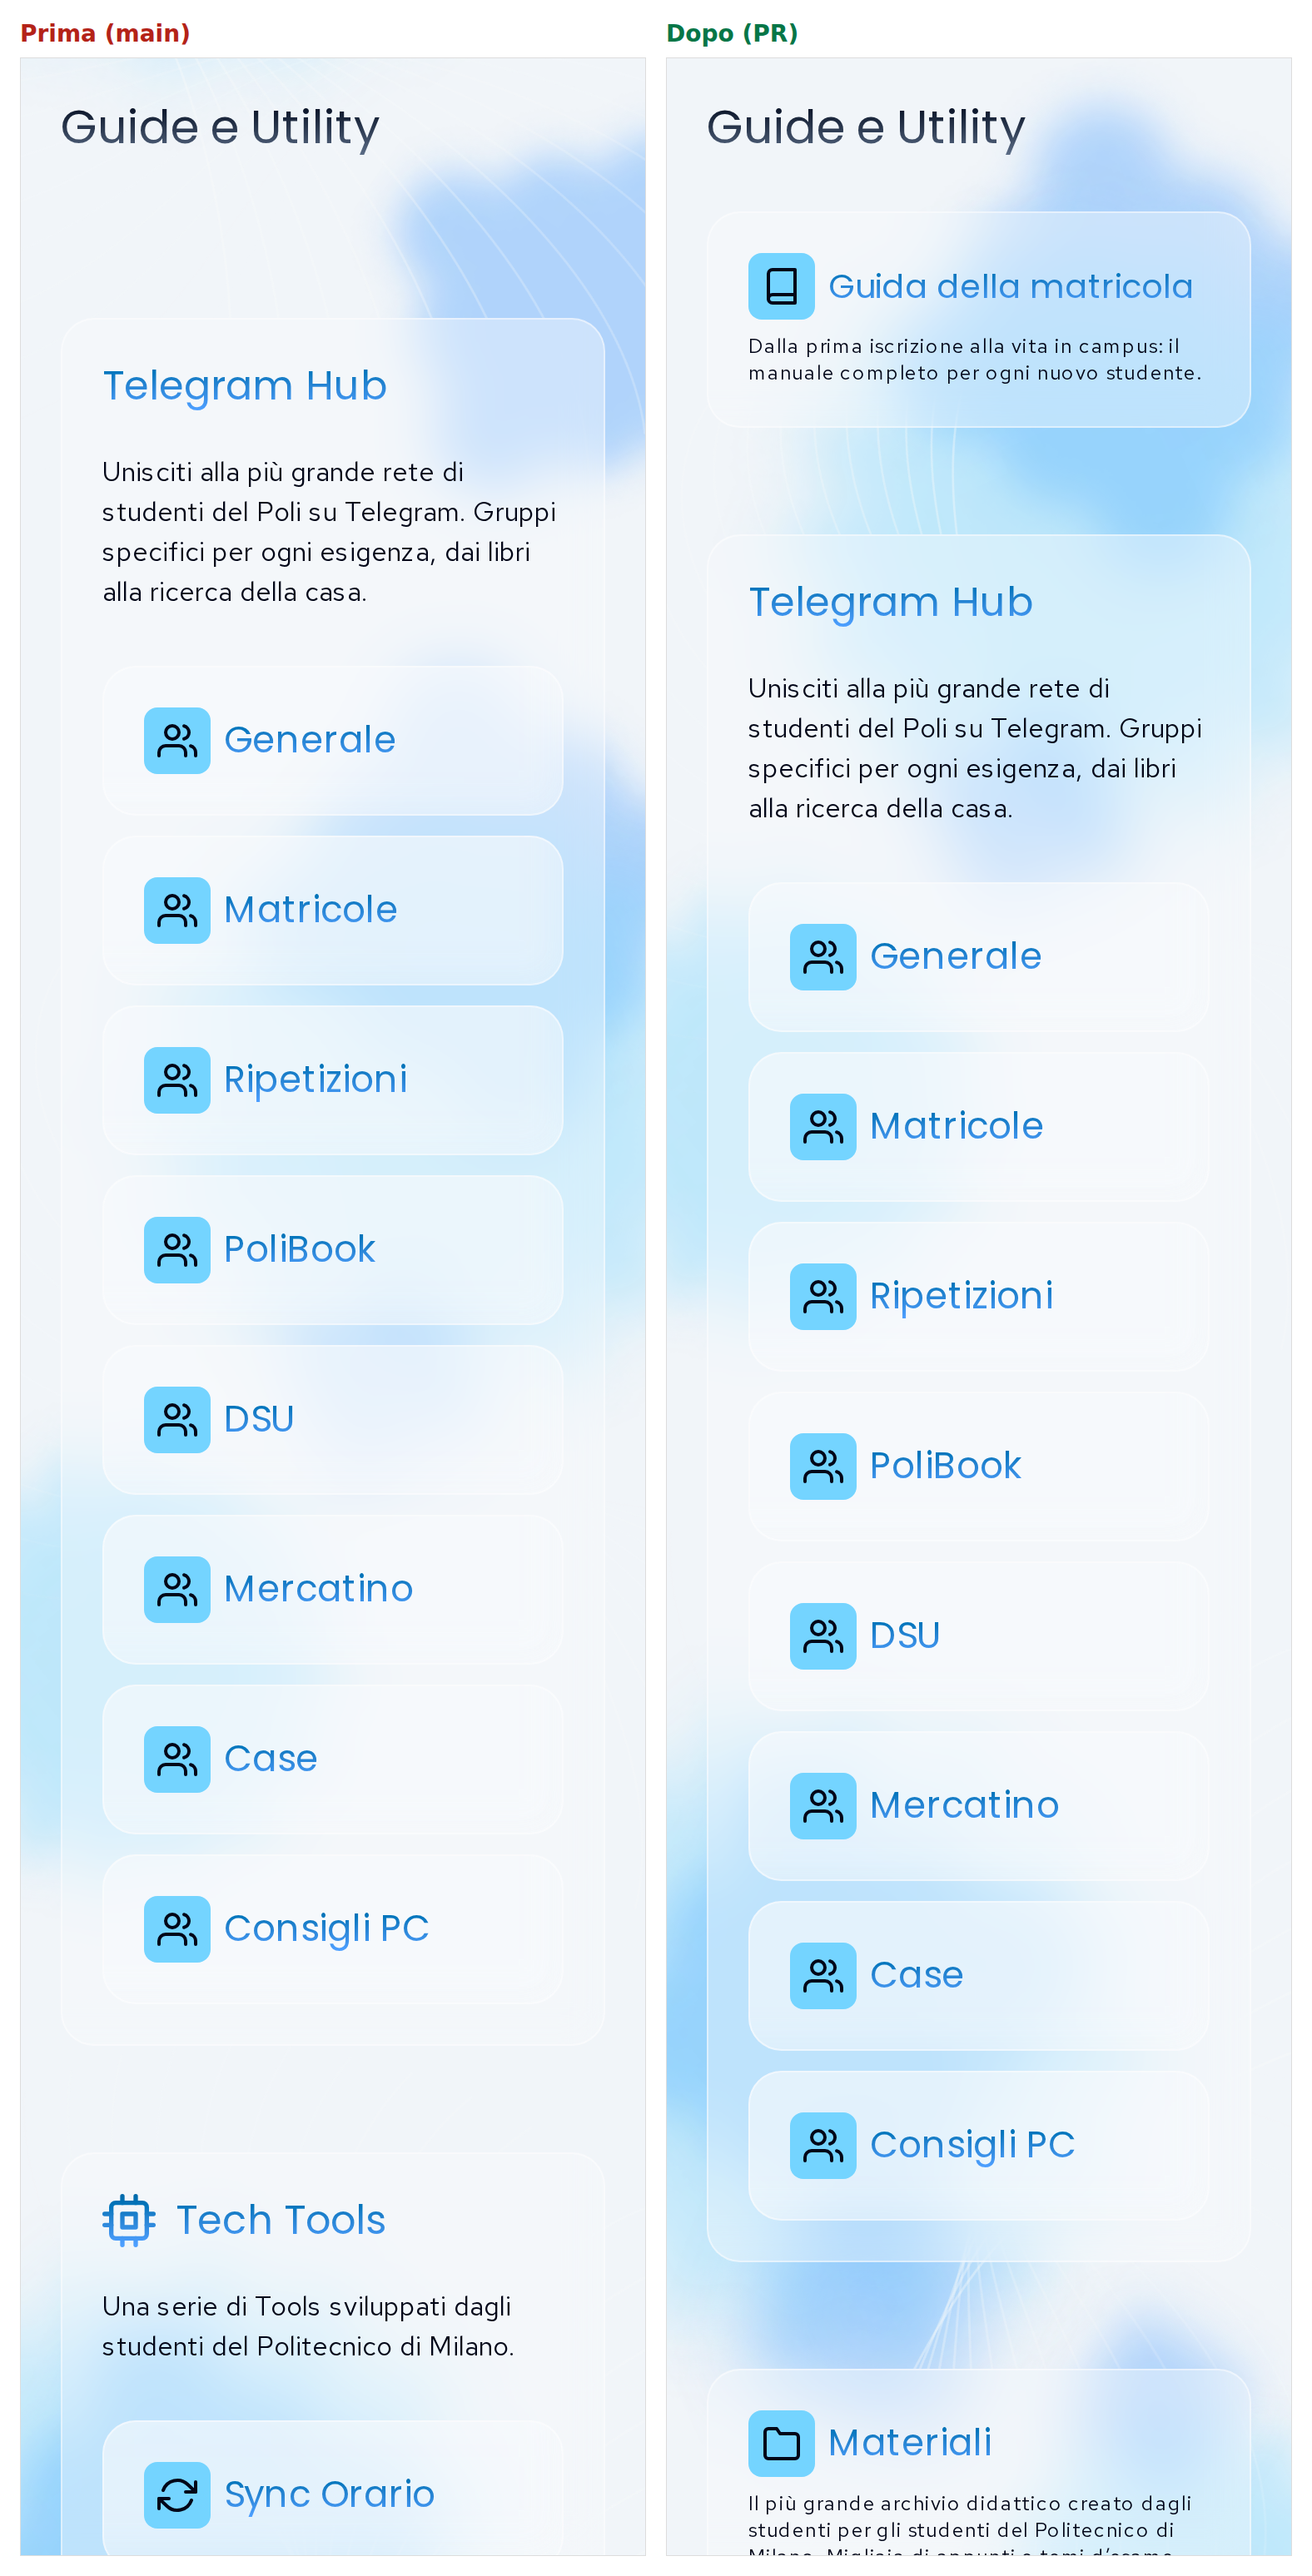 Prima (main)
Guide e Utility
Telegram Hub
Unisciti alla più grande rete di
studenti del Poli su Telegram. Gruppi
specifici per ogni esigenza, dai libri
alla ricerca della casa.
Generale
Matricole
Ripetizioni
PoliBook
DSU
Mercatino
Case
Consigli PC
Tech Tools
Una serie di Tools sviluppati dagli
studenti del Politecnico di Milano.
Sync Orario
Dopo (PR)
Guide e Utility
Guida della matricola
Dalla prima iscrizione alla vita in campus: il
manuale completo per ogni nuovo studente.
Telegram Hub
Unisciti alla più grande rete di
studenti del Poli su Telegram. Gruppi
specifici per ogni esigenza, dai libri
alla ricerca della casa.
Generale
Matricole
Ripetizioni
PoliBook
DSU
Mercatino
Case
Consigli PC
Materiali
Il più grande archivio didattico creato dagli
studenti per gli studenti del Politecnico di
Milano. Migliaia di appunti e temi d'esame